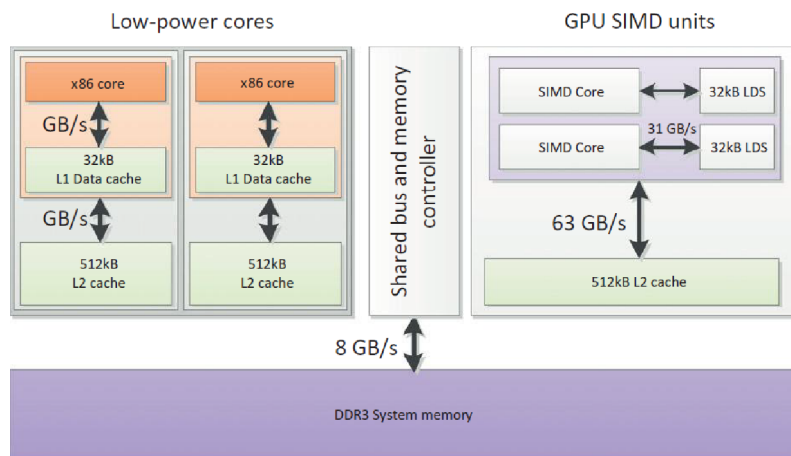 Low-power cores
GPU SIMD units
x86 core
x86 core
GB/s
32kB
L1 Data cache
32kB
L1 Data cache
GB/s
512kB
L2 cache
512kB
L2 cache
Shared bus and memory
controller
SIMD Core
32kB LDS
31 GB/s
SIMD Core
32kB LDS
63 GB/s
512kB L2 cache
8 GB/s
DDR3 System memory